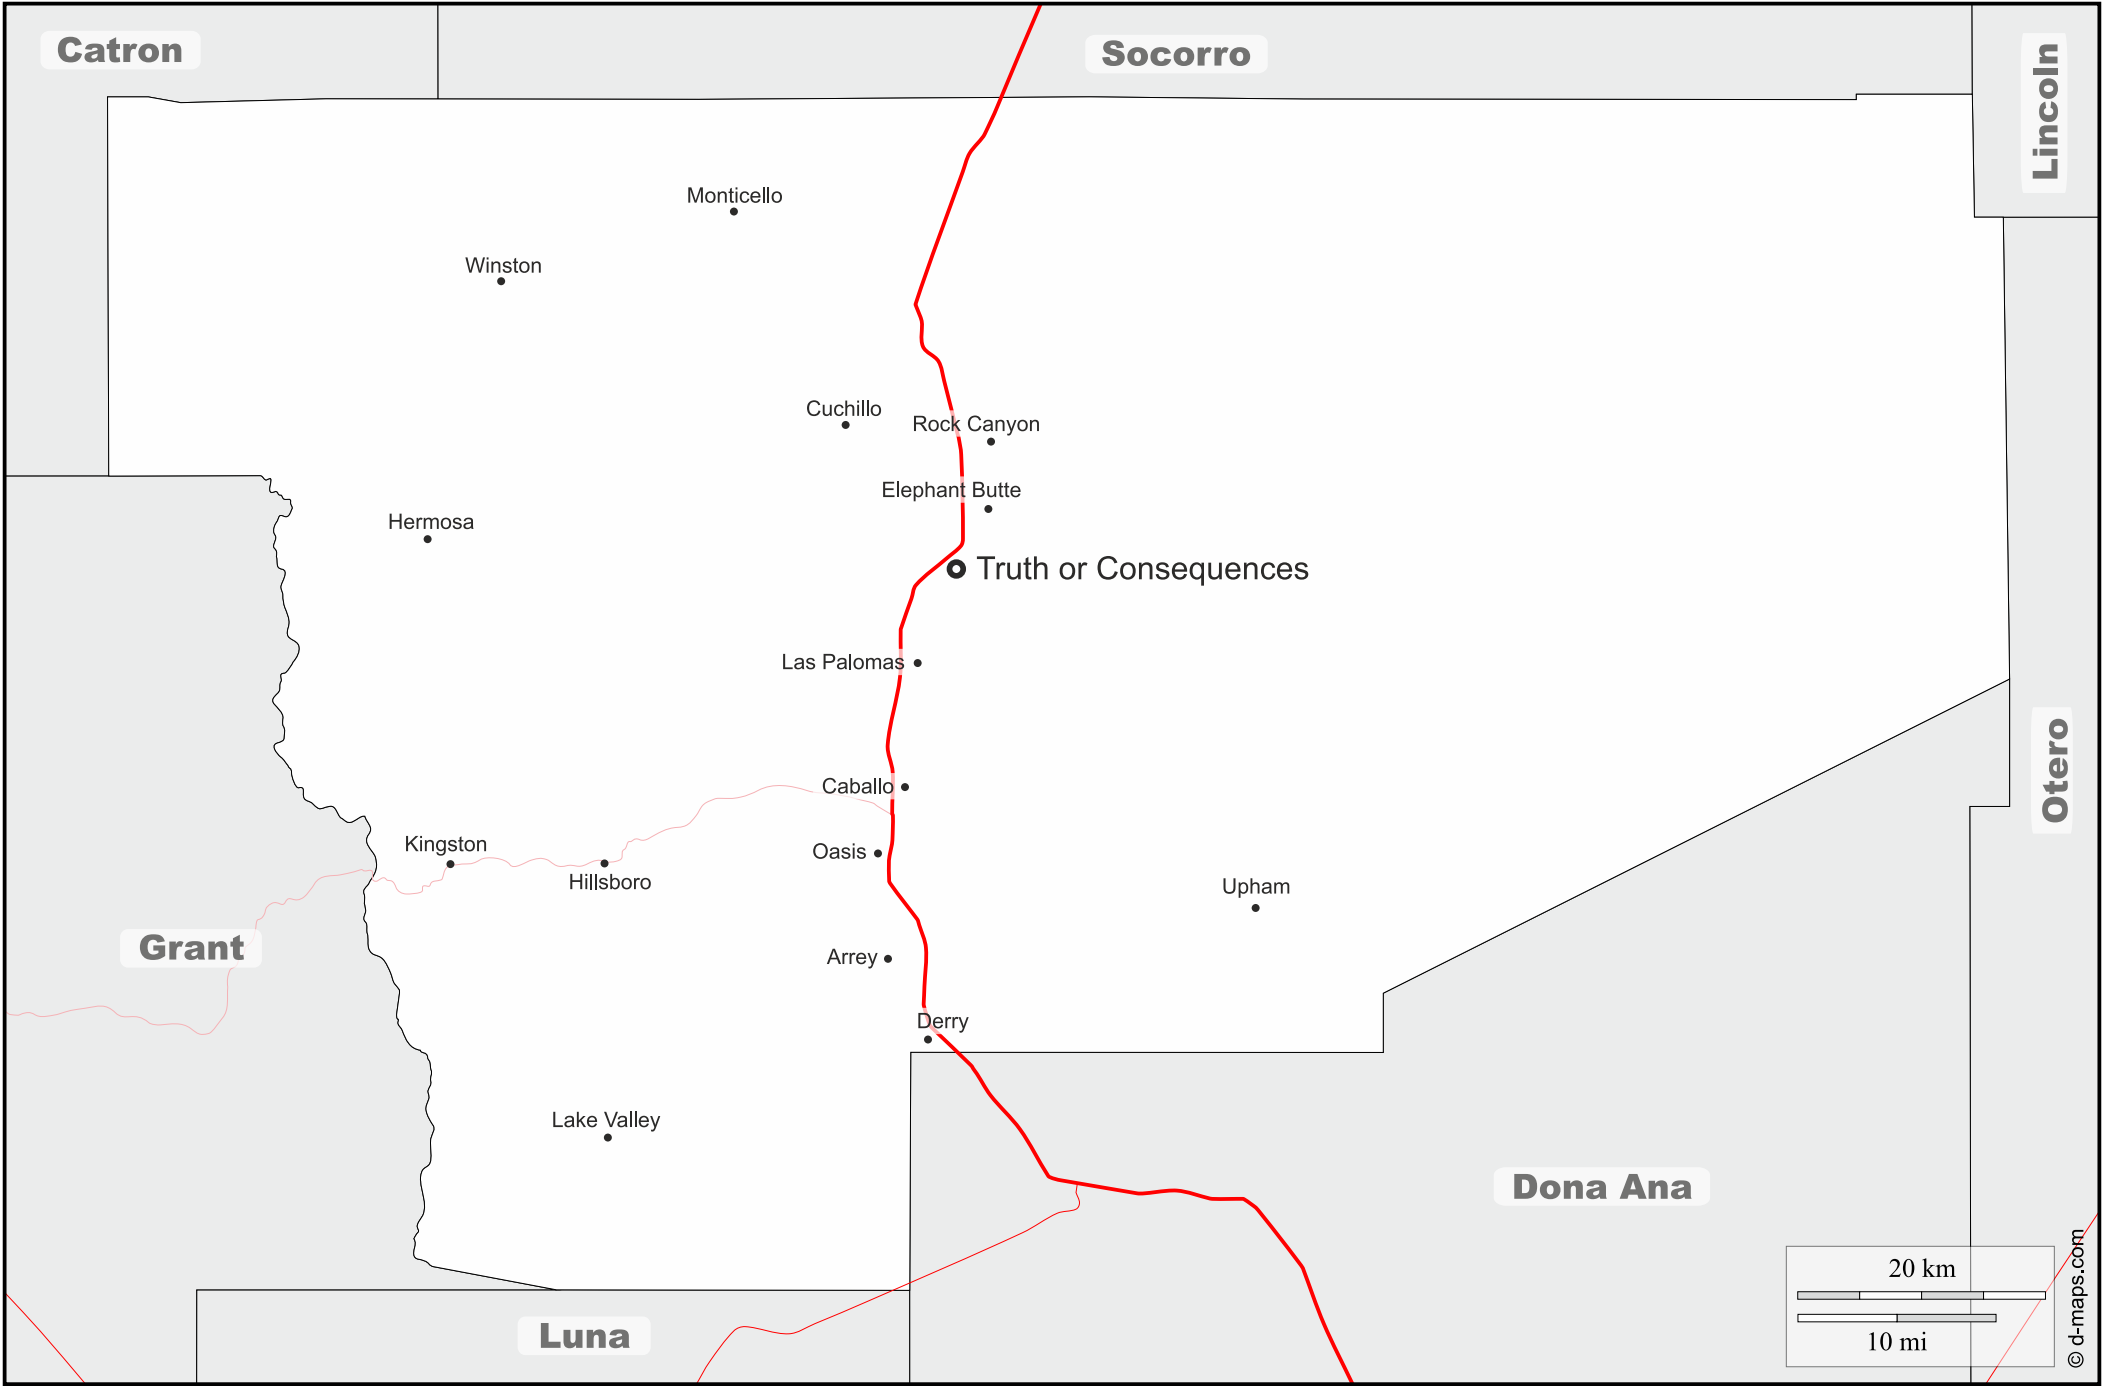 Catron
Socorro
Lincoln
Monticello
Winston
Cuchillo
Rock Canyon
Elephant Butte
Hermosa
Truth or Consequences
Las Palomas
Otero
Caballo
Kingston
Oasis
Hillsboro
Upham
Grant
Arrey
Derry
Lake Valley
Dona Ana
Luna
20 km
10 mi
© d-maps.com